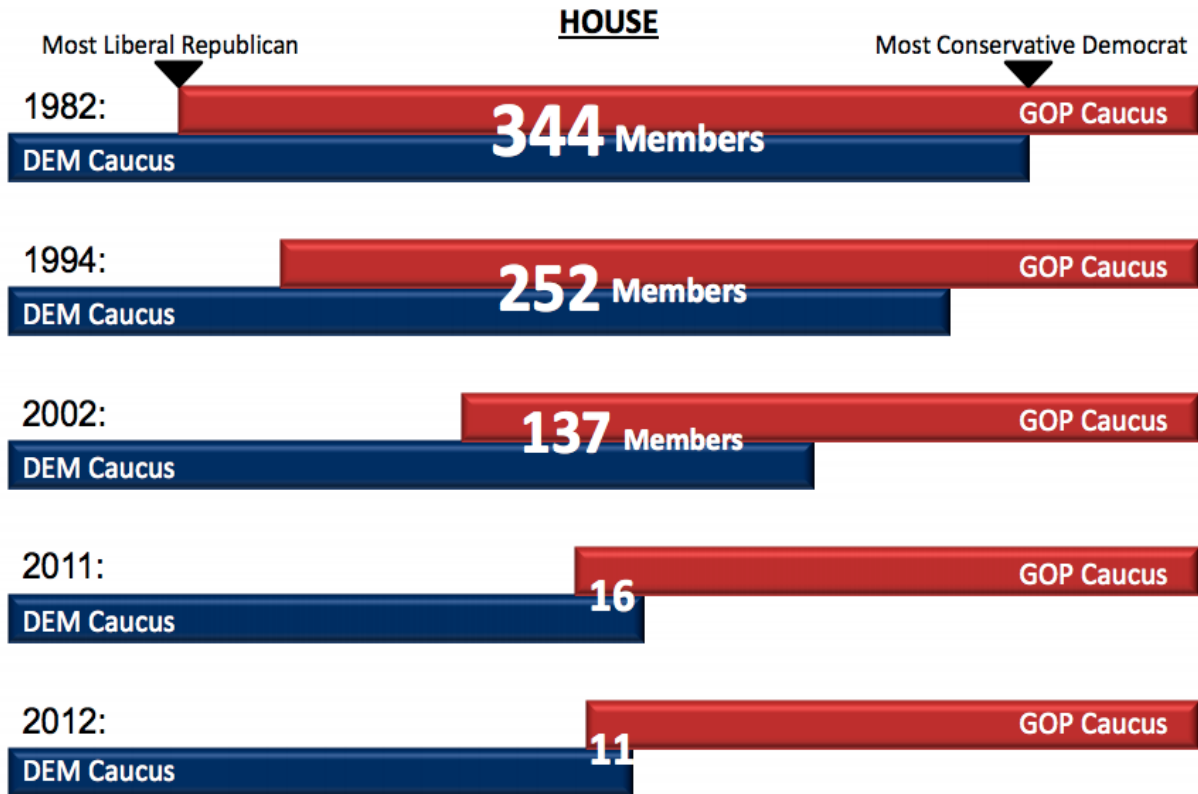 HOUSE
Most Liberal Republican
Most Conservative Democrat
1982:
GOP Caucus
344 Members
DEM Caucus
1994:
GOP Caucus
252 Members
DEM Caucus
2002:
GOP Caucus
137 Members
DEM Caucus
2011:
GOP Caucus
16
DEM Caucus
2012:
GOP Caucus
11
DEM Caucus